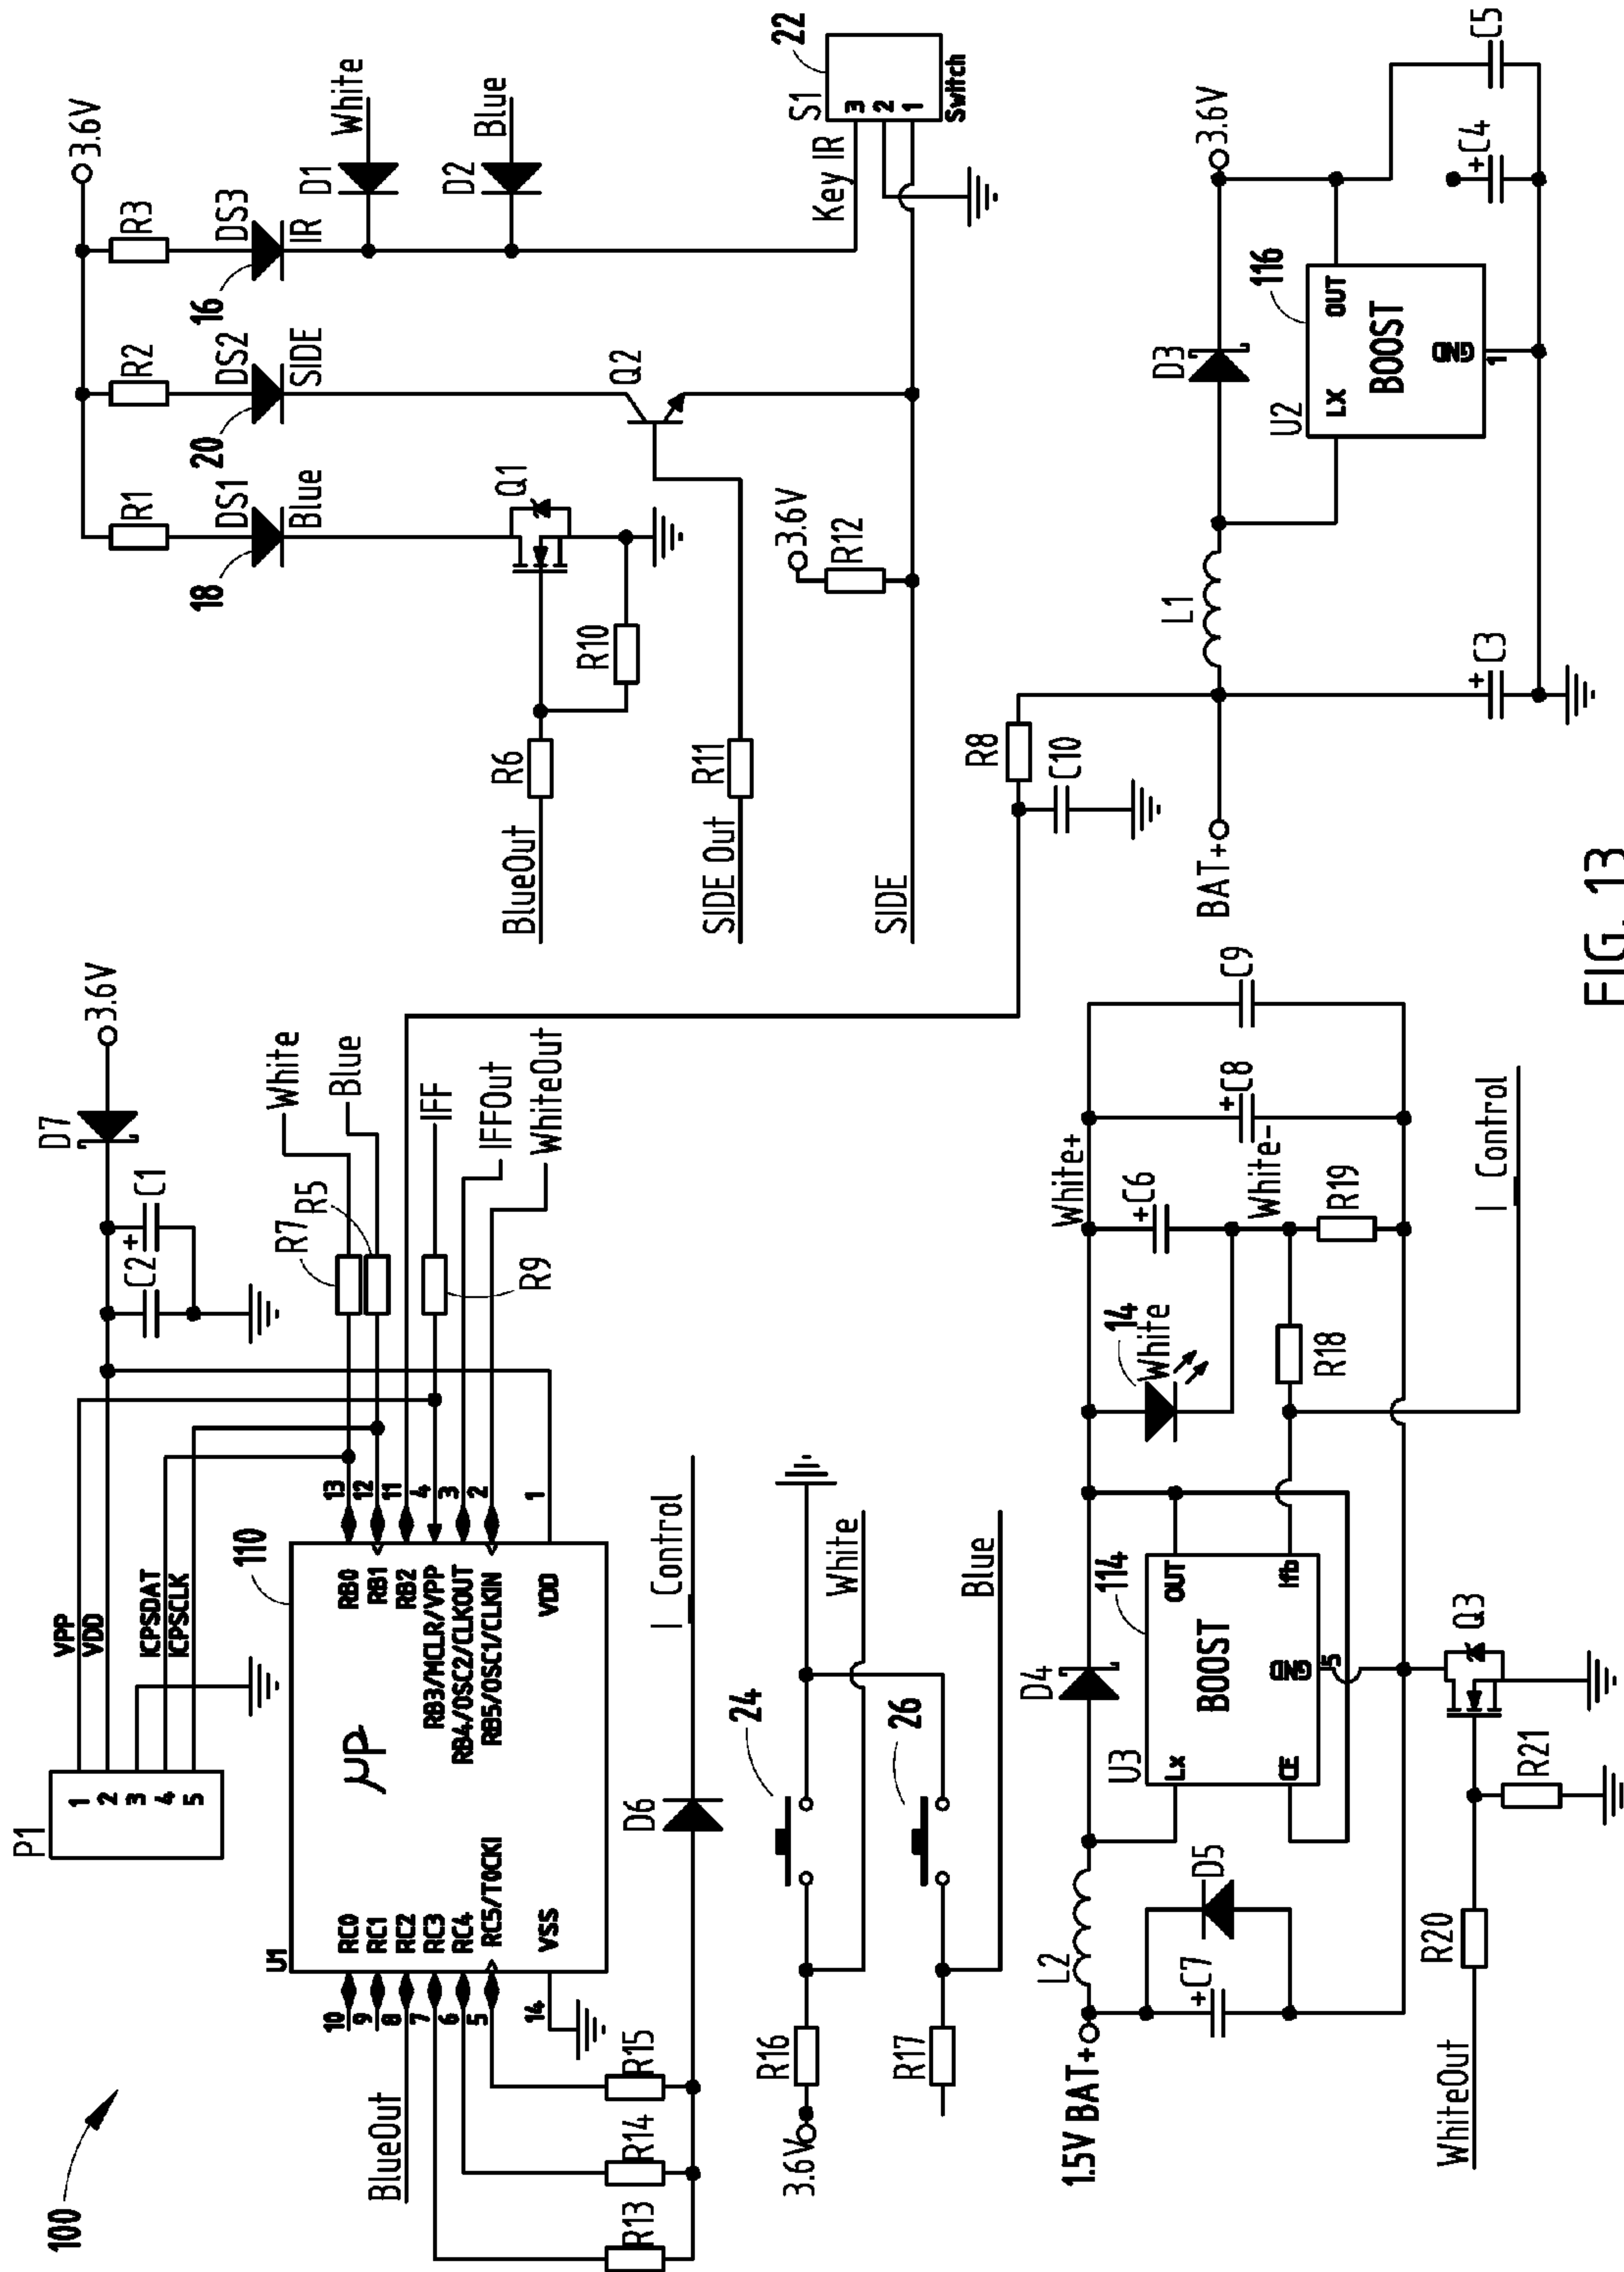 100
P1
1
2
3
4
5
VPP
VDD
ICPSDAT
ICPSCLK
D7
3.6V
C2
+
C1
R7
R5
White
Blue
IFF
IFFOut
WhiteOut
R9
U1
110
μP
RC0
RC1
RC2
RC3
RC4
RC5/T0CKI
VSS
10
9
8
7
6
5
14
RB0
RB1
RB2
RB3/MCLR/VPP
RB4/OSC2/CLKOUT
RB5/OSC1/CLKIN
VDD
13
12
11
4
3
2
1
BlueOut
R13
R14
R15
D6
I_Control
3.6V
R16
24
White
R17
26
Blue
3.6V
R1
R2
R3
18
DS1
Blue
20
DS2
SIDE
16
DS3
IR
D1
White
D2
Blue
Q1
Q2
R6
BlueOut
R10
R11
SIDE Out
SIDE
3.6V
R12
Key IR
S1
22
3
2
1
Switch
R8
C10
BAT+
L1
D3
3.6V
U2
116
LX
OUT
BOOST
GND
1
C3
+
C4
+
C5
1.5V BAT+
L2
D4
U3
114
Lx
OUT
BOOST
CE
GND
5
Ifb
C7
+
D5
14
White
White+
C6
+
White-
C8
+
C9
R18
R19
I_Control
WhiteOut
R20
R21
Q3
FIG. 13